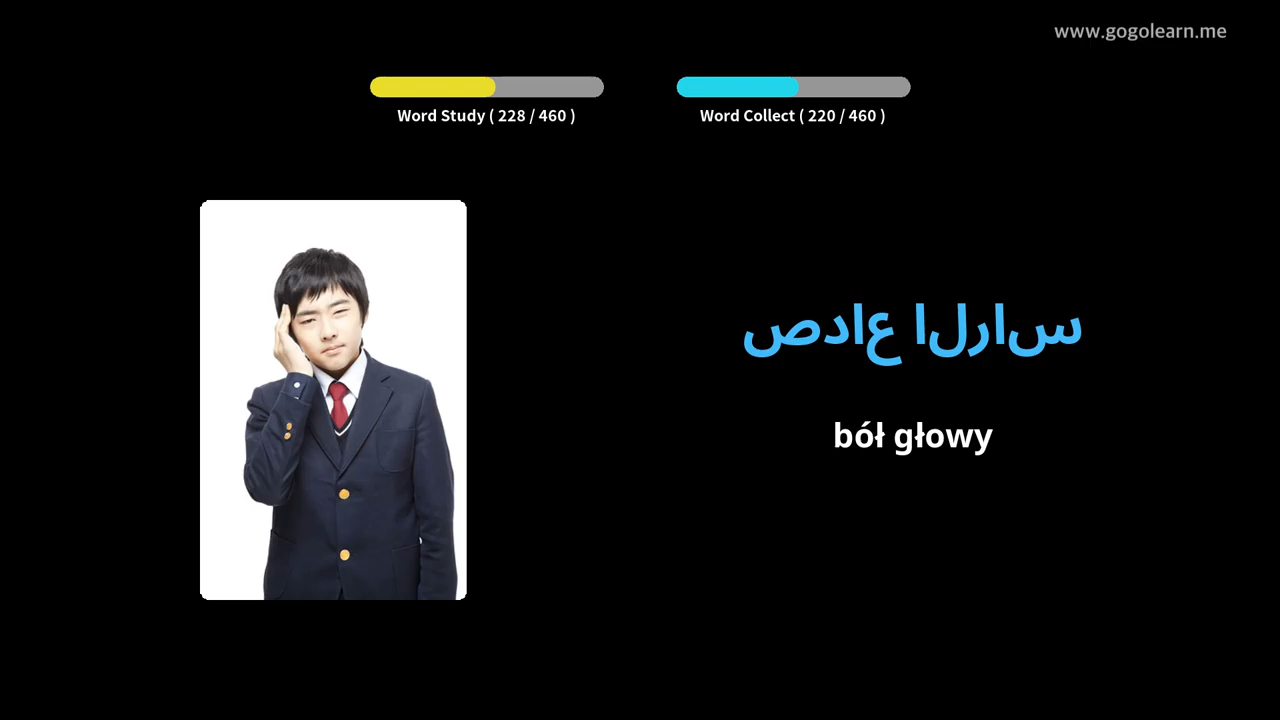 www.gogolearn.me
Word Study ( 228 / 460 )
Word Collect ( 220 / 460 )
صداع الراس
ból głowy